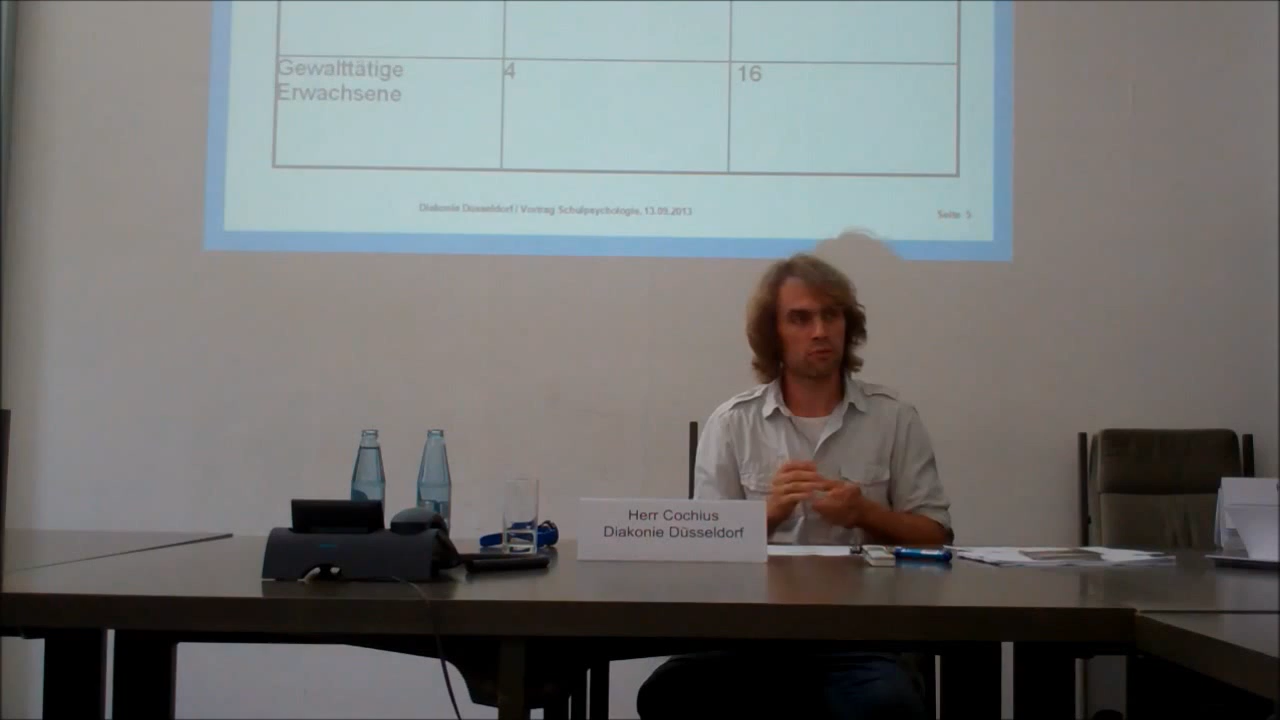 Gewalttätige 4 16
Erwachsene
Diakonie Düsseldorf / Vortrag Schulpsychologie, 13.09.2013 Seite 5
Herr Cochius
Diakonie Düsseldorf